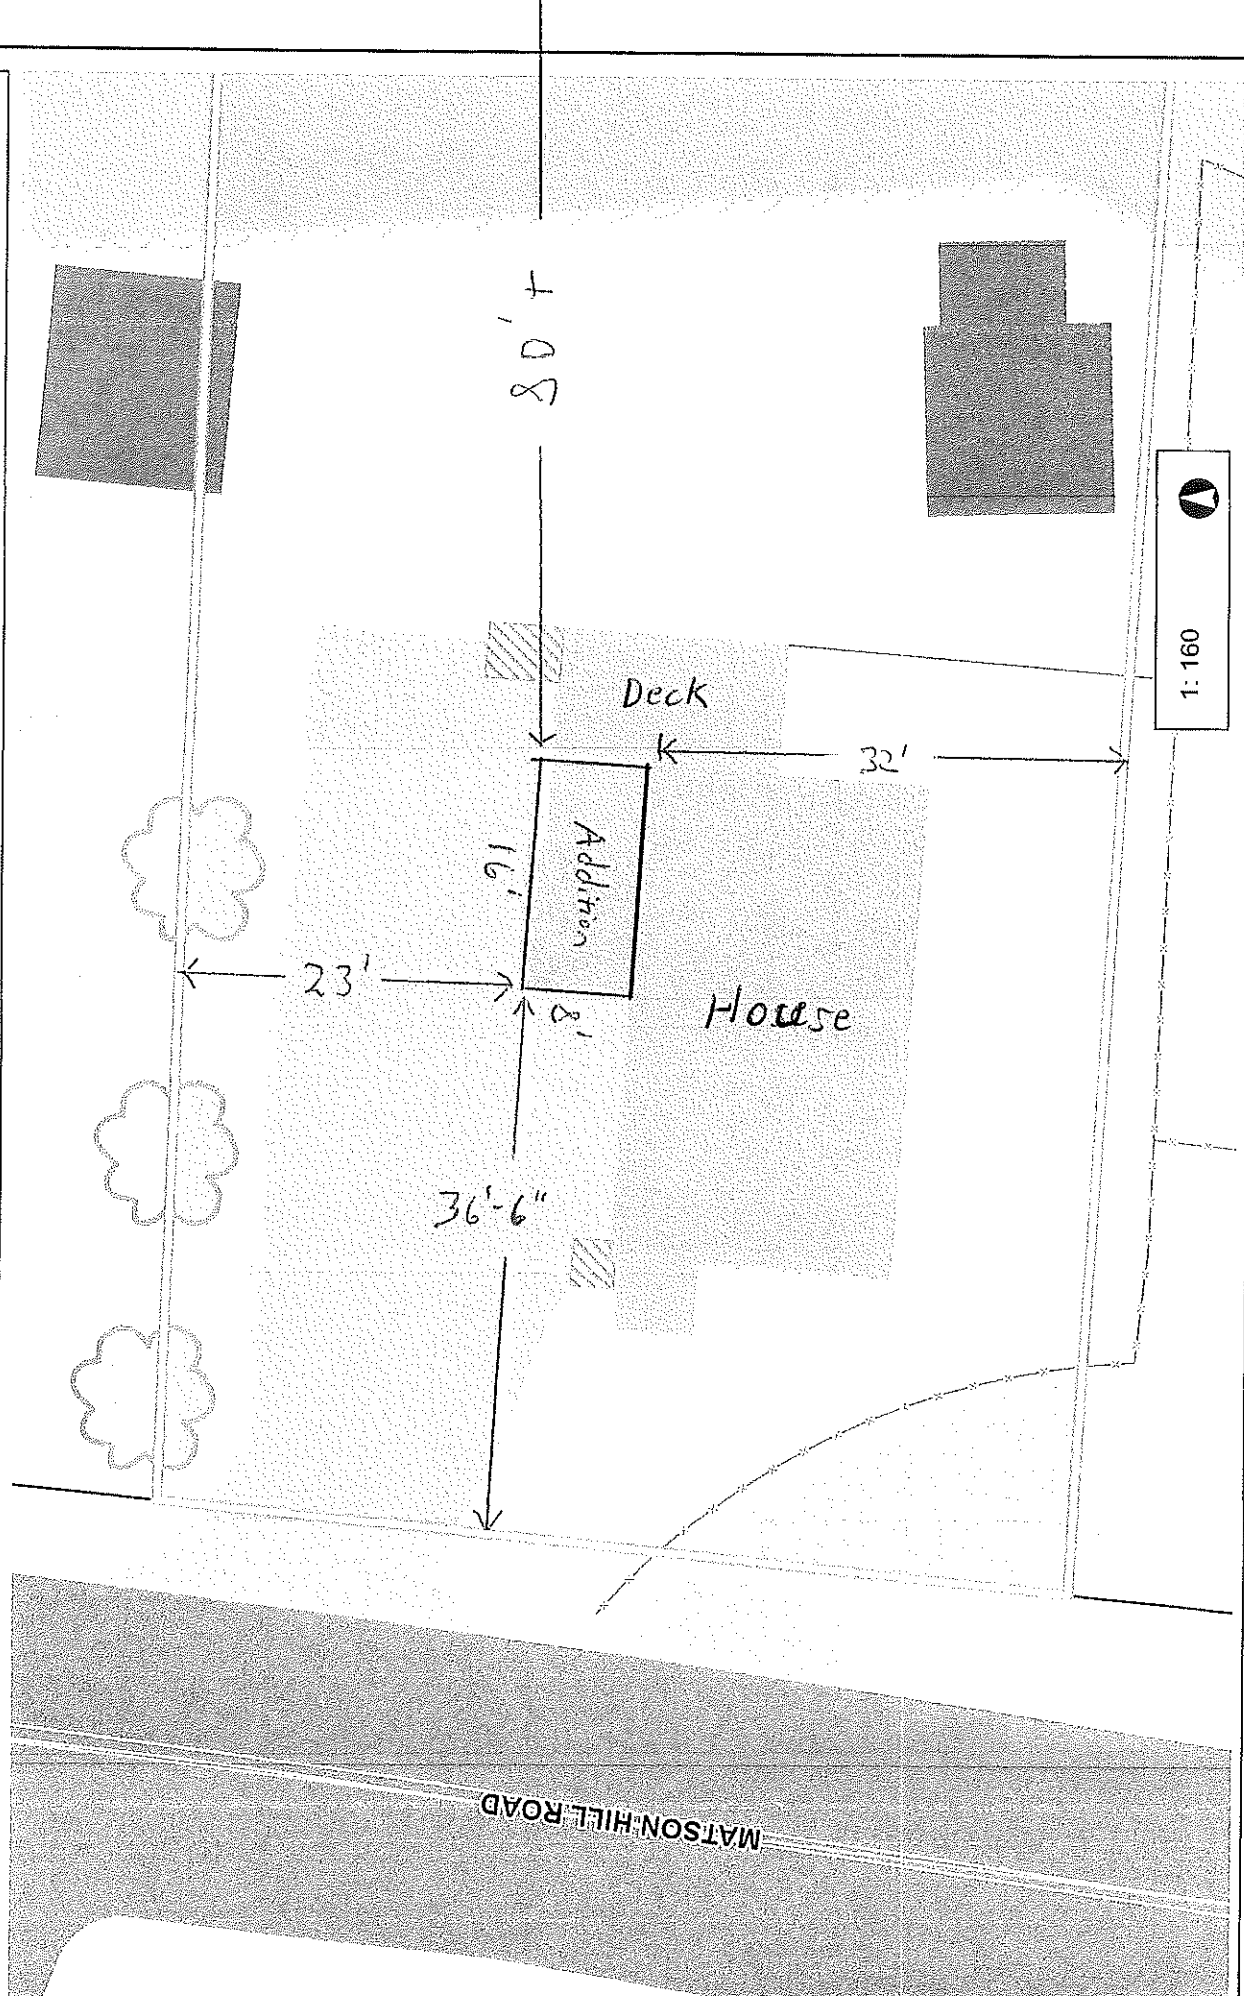 80'+
Deck
32'
Addition
16'
23'
8'
House
36'-6"
1: 160
MATSON HILL ROAD